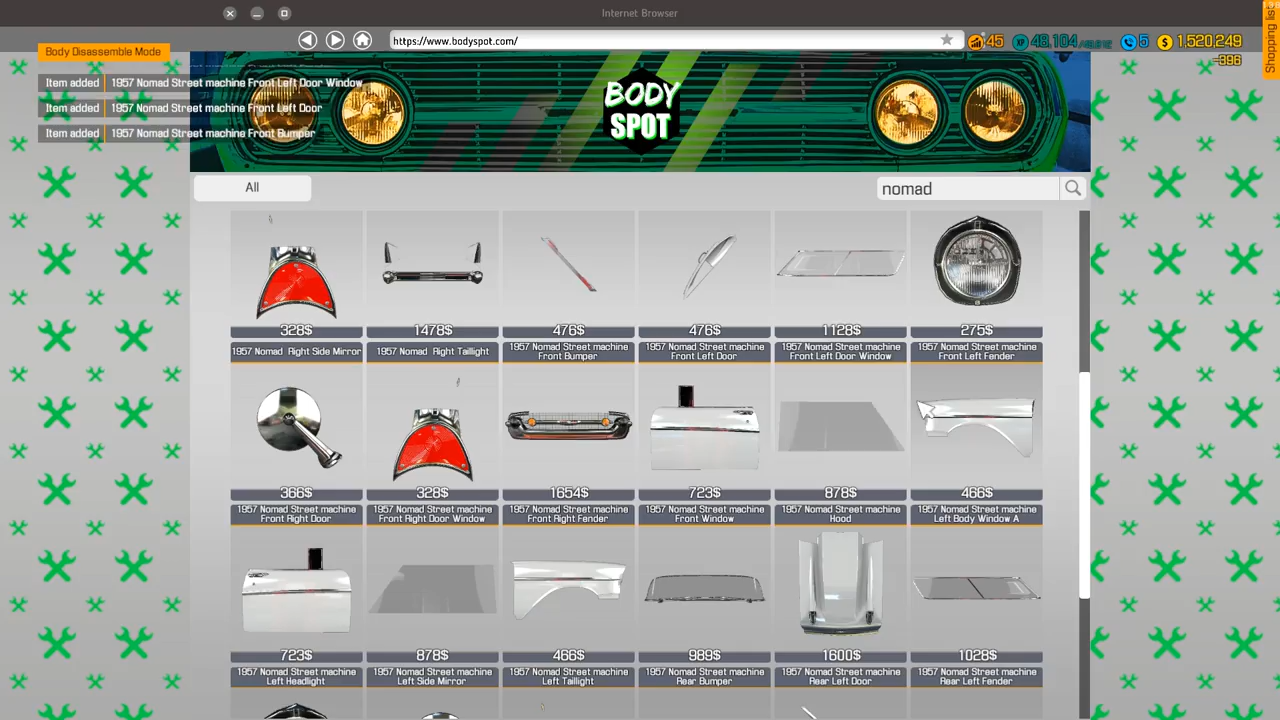 Internet Browser
https://www.bodyspot.com/
45
5
1,520,249
-396
Shopping list
Body Disassemble Mode
Item added 1957 Nomad Street machine Front Left Door Window
Item added 1957 Nomad Street machine Front Left Door
Item added 1957 Nomad Street machine Front Bumper
BODY
SPOT
All
nomad
328$ 1478$ 476$ 476$ 1128$ 275$
1957 Nomad Right Side Mirror
1957 Nomad Right Taillight
1957 Nomad Street machine
Front Bumper
1957 Nomad Street machine
Front Left Door
1957 Nomad Street machine
Front Left Door Window
1957 Nomad Street machine
Front Left Fender
366$ 328$ 1654$ 723$ 878$ 466$
1957 Nomad Street machine
Front Right Door
1957 Nomad Street machine
Front Right Door Window
1957 Nomad Street machine
Front Right Fender
1957 Nomad Street machine
Front Window
1957 Nomad Street machine
Hood
1957 Nomad Street machine
Left Body Window A
723$ 878$ 466$ 989$ 1600$ 1028$
1957 Nomad Street machine
Left Headlight
1957 Nomad Street machine
Left Side Mirror
1957 Nomad Street machine
Left Taillight
1957 Nomad Street machine
Rear Bumper
1957 Nomad Street machine
Rear Left Door
1957 Nomad Street machine
Rear Left Fender